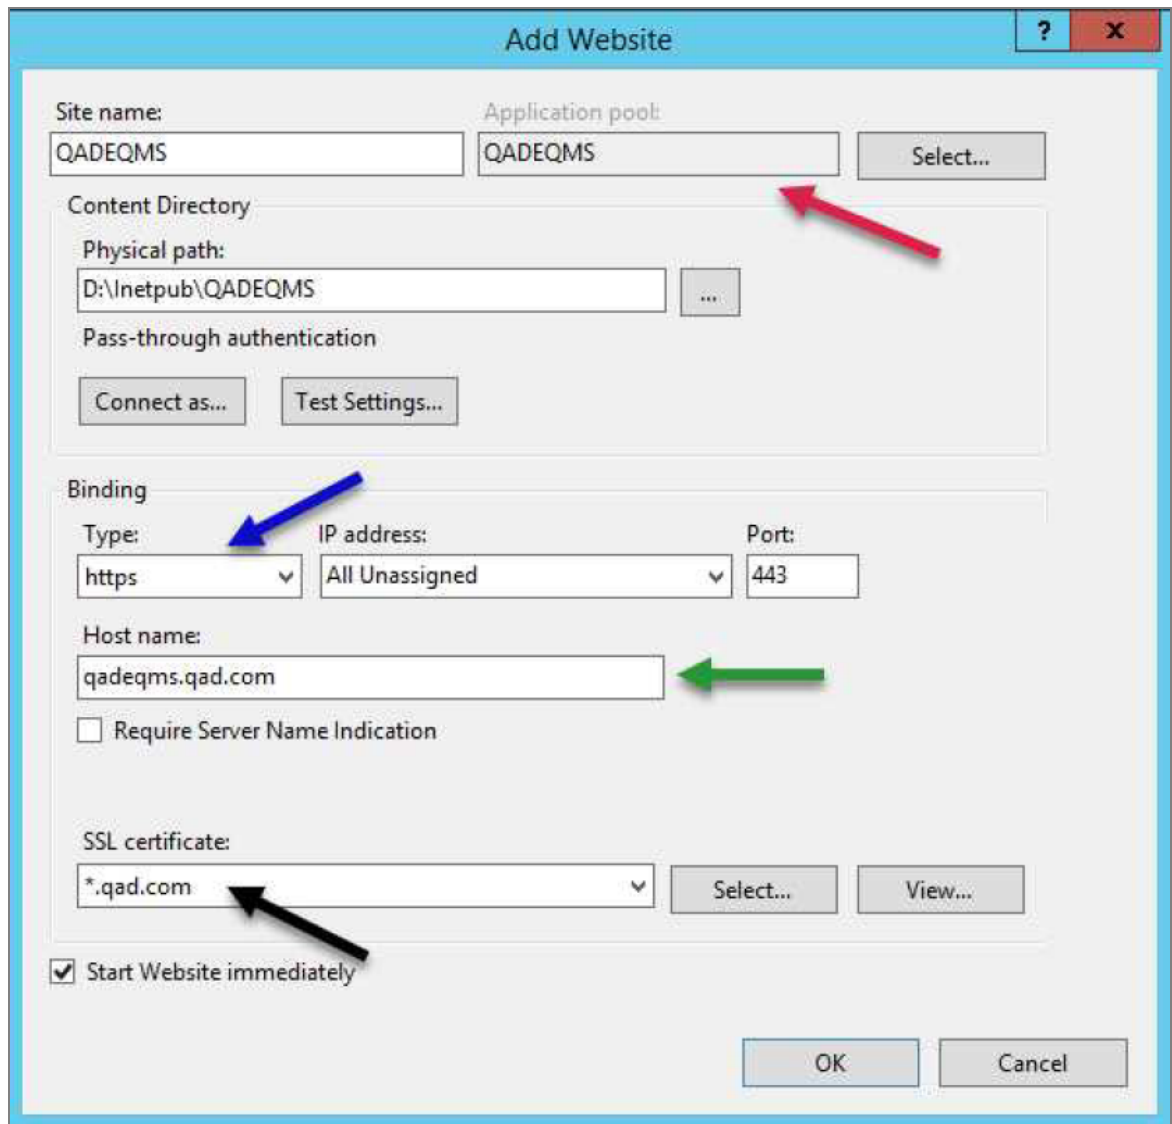 Add Website
?
x
Site name:
Application pool:
QADEQMS
QADEQMS
Select...
Content Directory
Physical path:
D:\Inetpub\QADEQMS
...
Pass-through authentication
Connect as...
Test Settings...
Binding
Type:
IP address:
Port:
https
All Unassigned
443
Host name:
qadeqms.qad.com
Require Server Name Indication
SSL certificate:
*.qad.com
Select...
View...
Start Website immediately
OK
Cancel